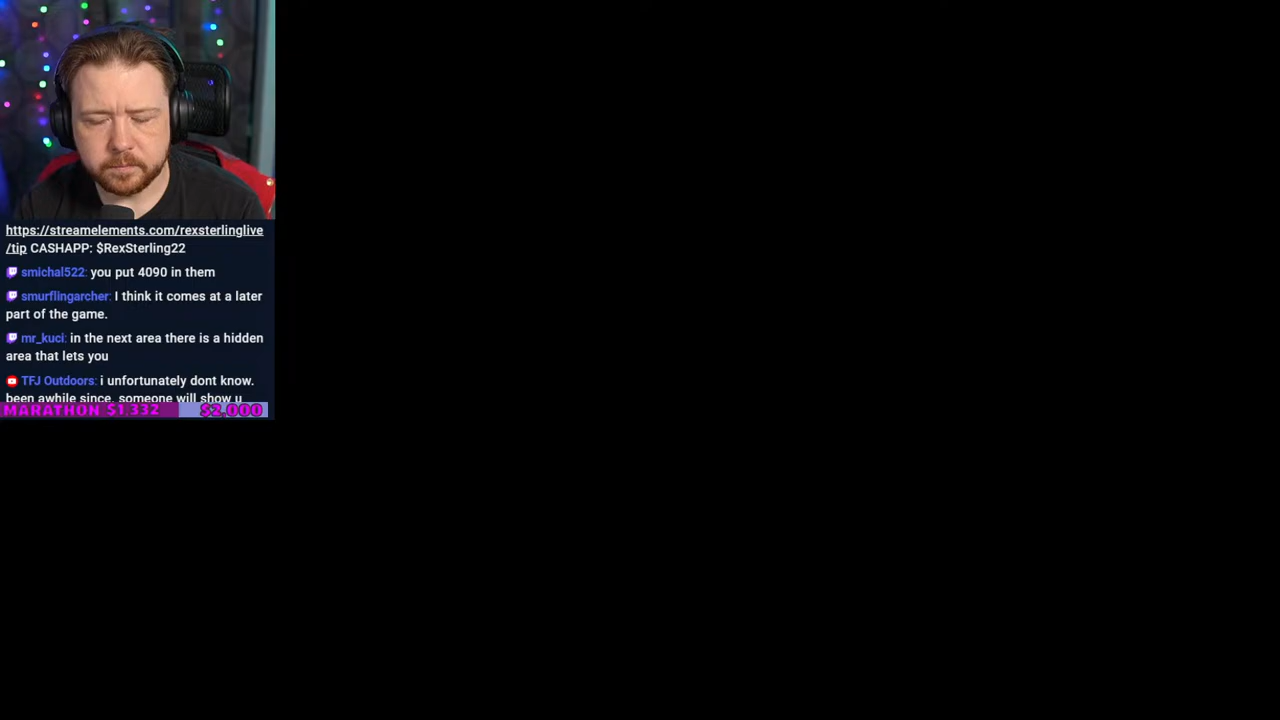 https://streamelements.com/rexsterlinglive
/tip CASHAPP: $RexSterling22
smichal522: you put 4090 in them
smurflingarcher: I think it comes at a later
part of the game.
mr_kuci: in the next area there is a hidden
area that lets you
TFJ Outdoors: i unfortunately dont know.
been awhile since. someone will show u
MARATHON $1,332 $2,000